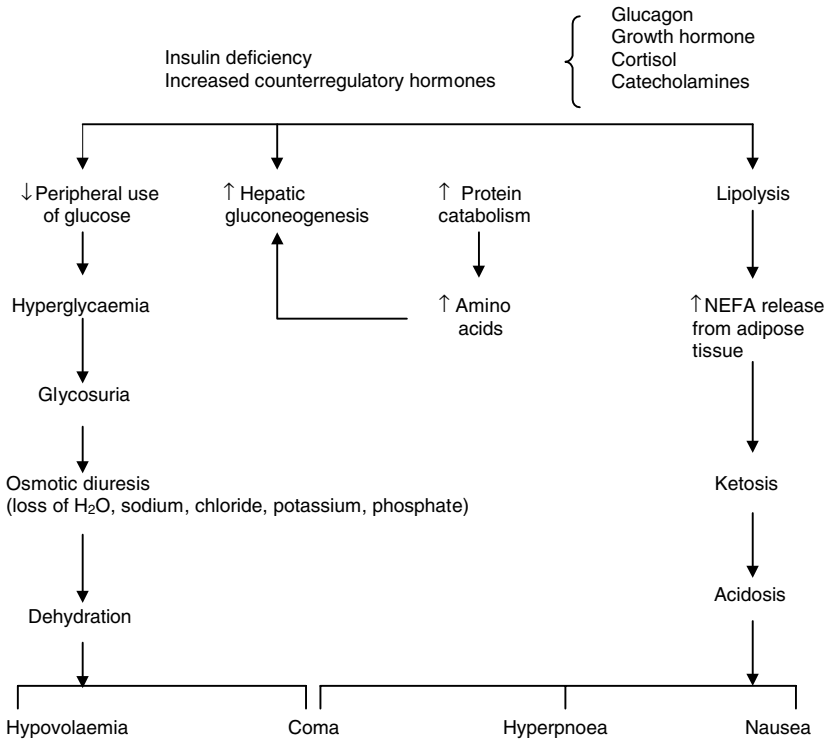 Glucagon
Growth hormone
Cortisol
Catecholamines
Insulin deficiency
Increased counterregulatory hormones
↓ Peripheral use
of glucose
↑ Hepatic
gluconeogenesis
↑ Protein
catabolism
Lipolysis
Hyperglycaemia
↑ Amino
acids
↑ NEFA release
from adipose
tissue
Glycosuria
Osmotic diuresis
(loss of H₂O, sodium, chloride, potassium, phosphate)
Ketosis
Dehydration
Acidosis
Hypovolaemia
Coma
Hyperpnoea
Nausea